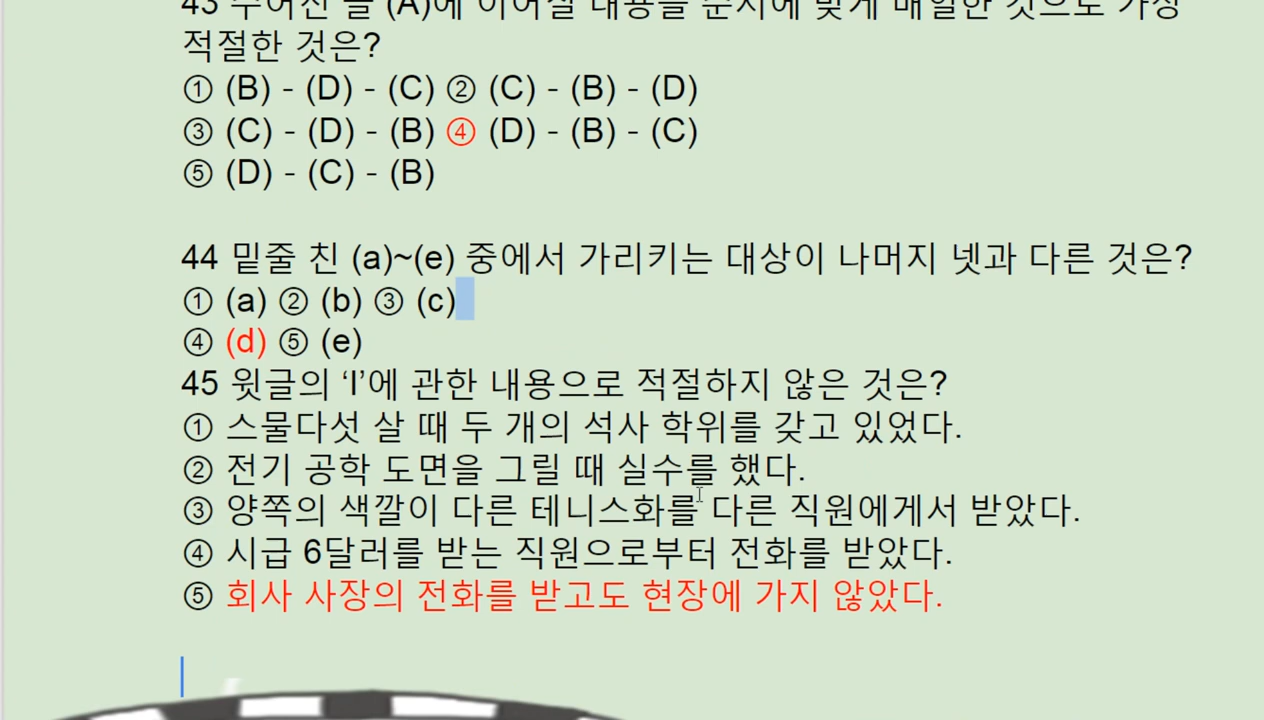 적절한 것은?
① (B) - (D) - (C) ② (C) - (B) - (D)
③ (C) - (D) - (B) ④ (D) - (B) - (C)
⑤ (D) - (C) - (B)
44 밑줄 친 (a)~(e) 중에서 가리키는 대상이 나머지 넷과 다른 것은?
① (a) ② (b) ③ (c)
④ (d) ⑤ (e)
45 윗글의 ‘I’에 관한 내용으로 적절하지 않은 것은?
① 스물다섯 살 때 두 개의 석사 학위를 갖고 있었다.
② 전기 공학 도면을 그릴 때 실수를 했다.
③ 양쪽의 색깔이 다른 테니스화를 다른 직원에게서 받았다.
④ 시급 6달러를 받는 직원으로부터 전화를 받았다.
⑤ 회사 사장의 전화를 받고도 현장에 가지 않았다.